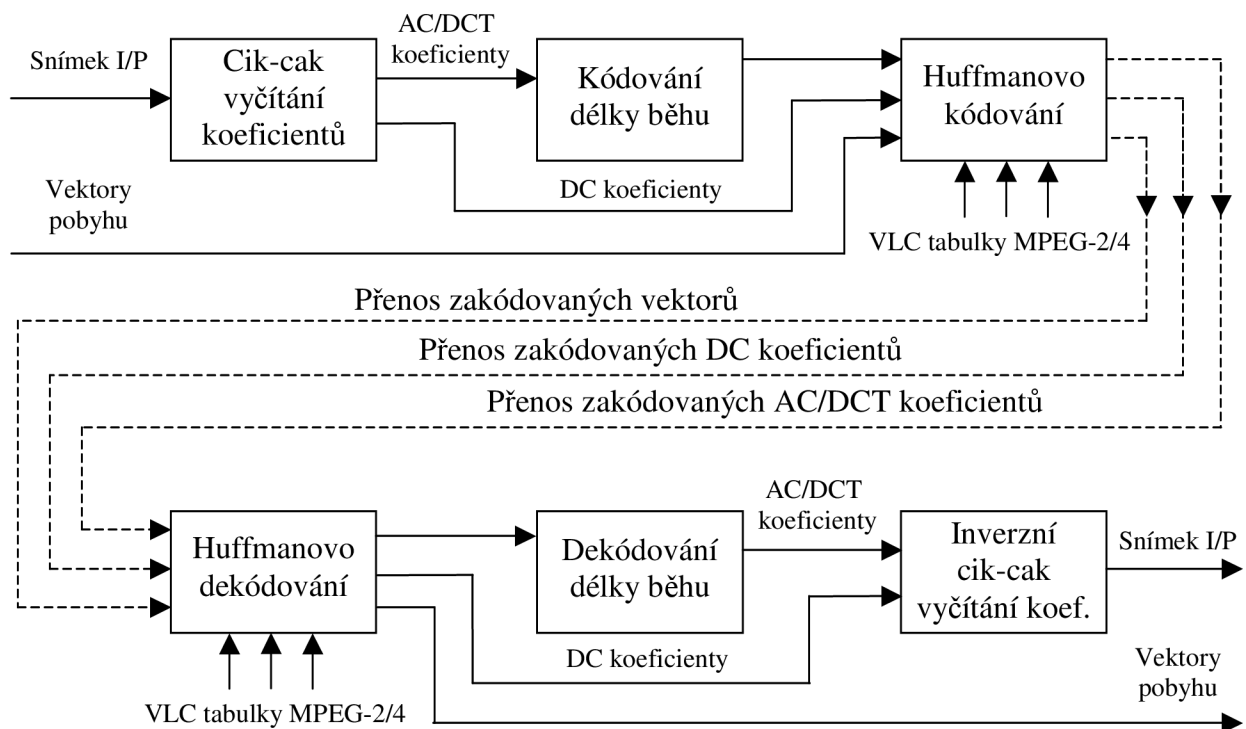 Snímek I/P
Cik-cak
vyčítání
koeficientů
AC/DCT
koeficienty
Kódování
délky běhu
Huffmanovo
kódování
Vektory
pobyhu
DC koeficienty
VLC tabulky MPEG-2/4
Přenos zakódovaných vektorů
Přenos zakódovaných DC koeficientů
Přenos zakódovaných AC/DCT koeficientů
Huffmanovo
dekódování
Dekódování
délky běhu
AC/DCT
koeficienty
Inverzní
cik-cak
vyčítání koef.
Snímek I/P
DC koeficienty
VLC tabulky MPEG-2/4
Vektory
pobyhu